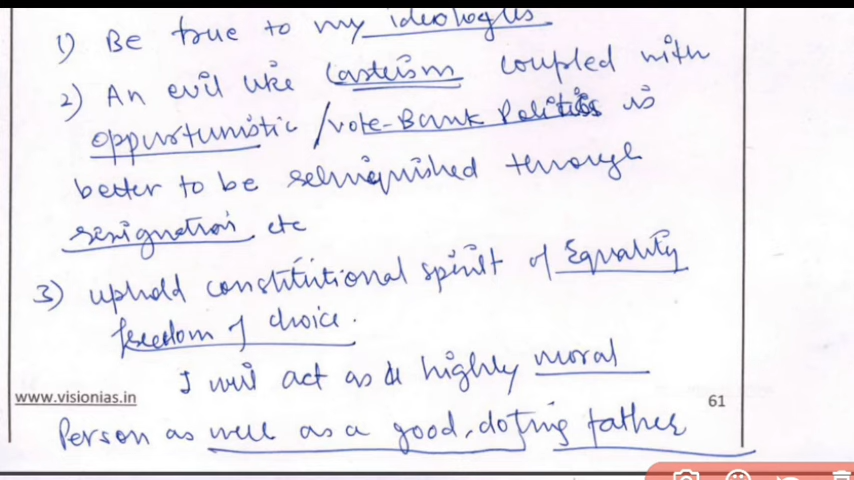 1) Be true to my ideologies
2) An evil like Casteism coupled with
opportunistic / vote-Bank Politics is
better to be relinquished through
resignation etc
3) uphold constitutional spirit of Equality
freedom of choice.
I will act as a highly moral
www.visionias.in
61
Person as well as a good, doting father